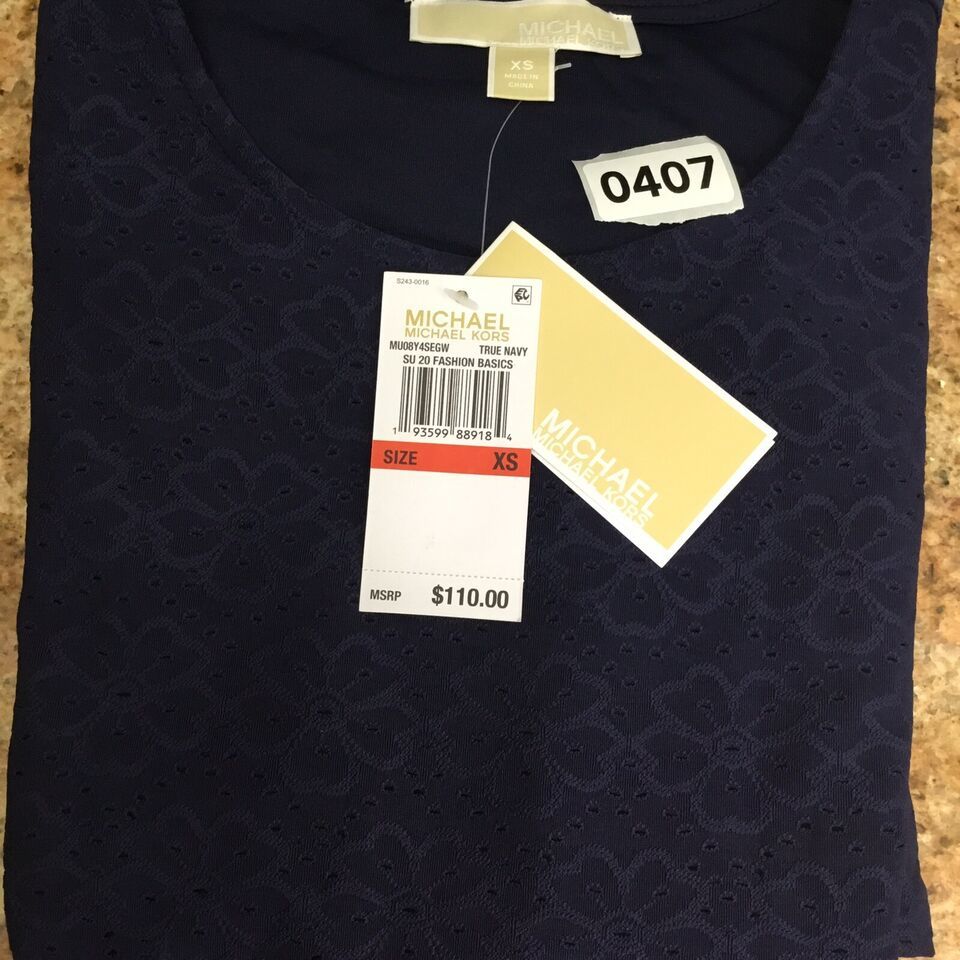 MICHAEL
MICHAEL KORS
XS
MADE IN
CHINA
0407
S243-0016
MICHAEL
MICHAEL KORS
MU08Y4SEGW TRUE NAVY
SU 20 FASHION BASICS
1 93599 88918 4
SIZE XS
MSRP $110.00
MICHAEL
MICHAEL KORS